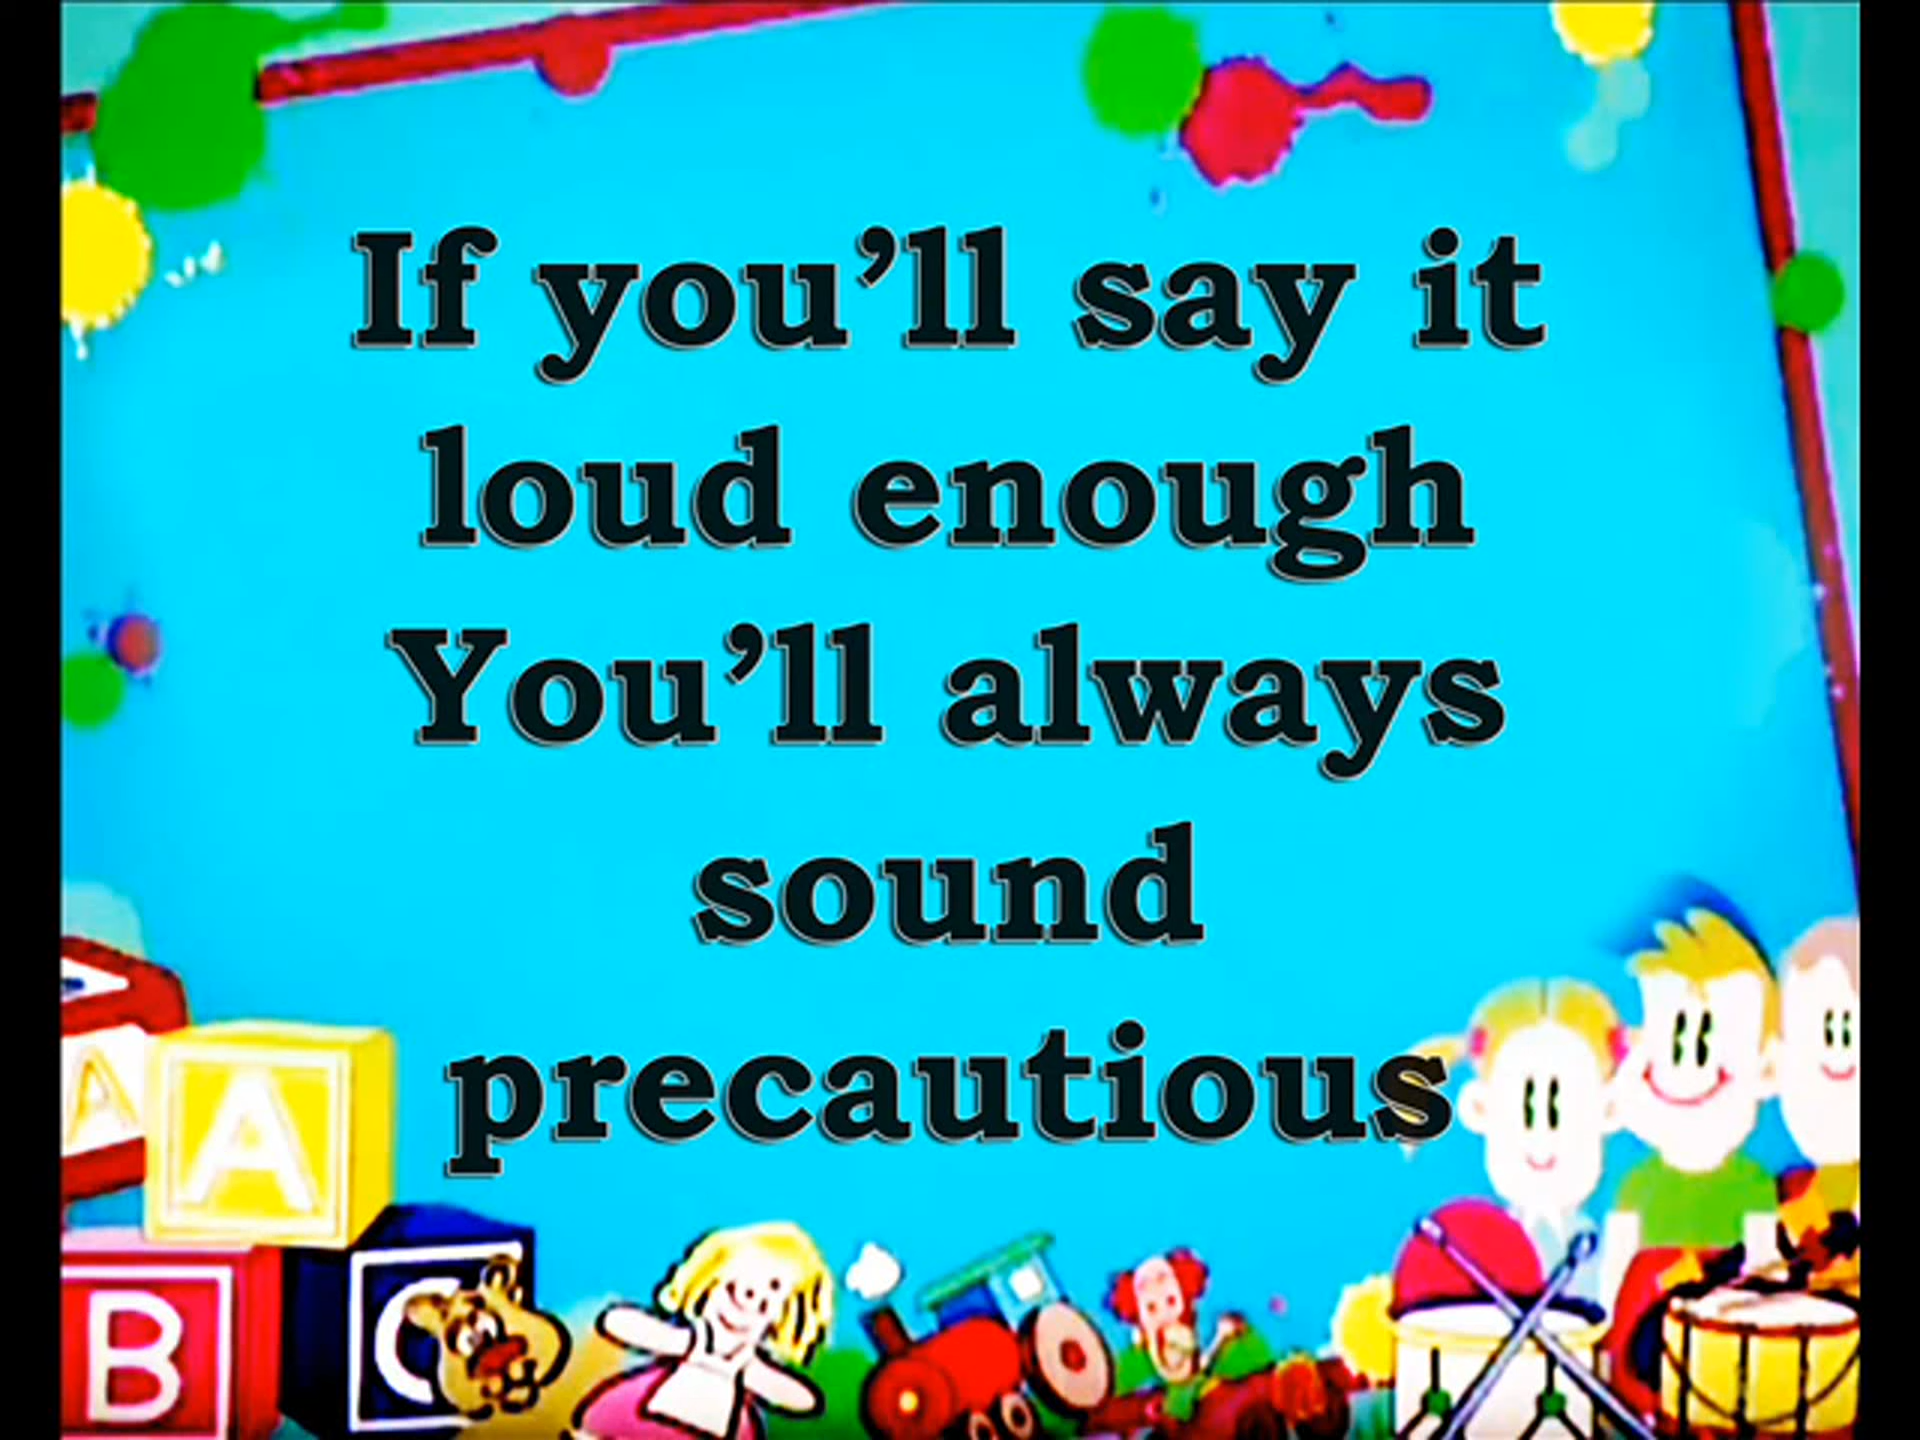 If you’ll say it
loud enough
You’ll always
sound
precautious
A
A
B
C